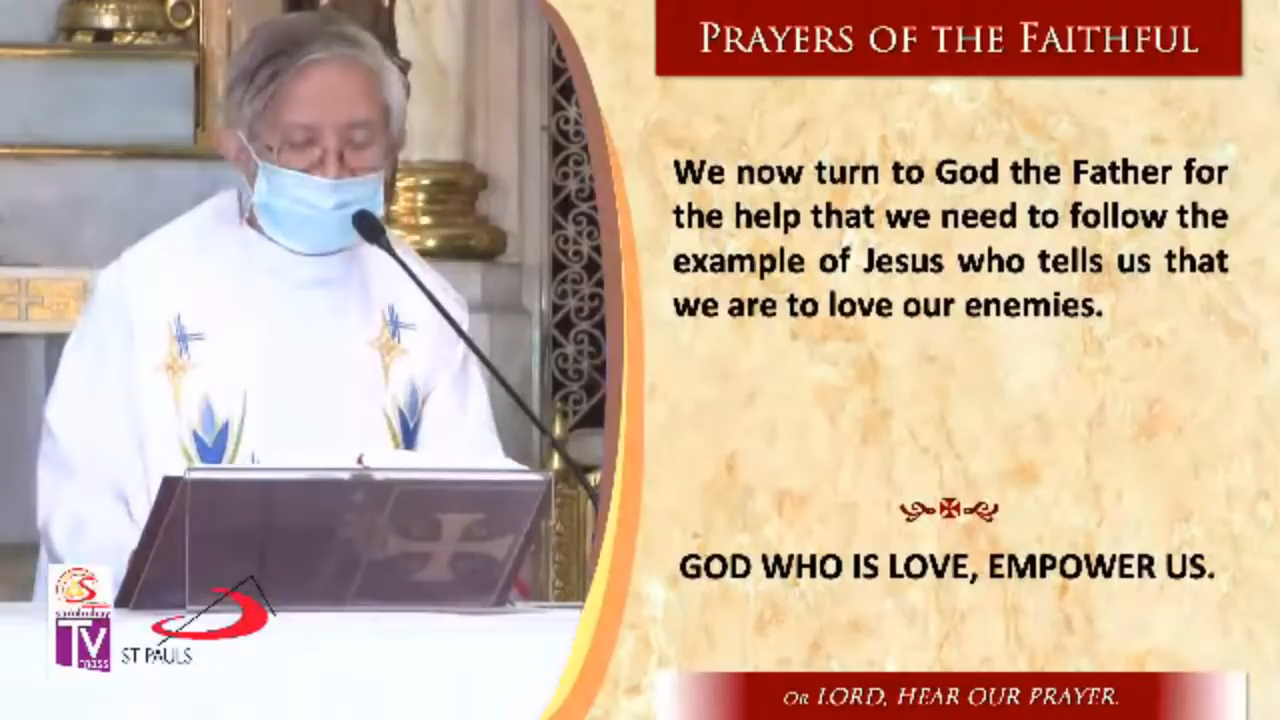 PRAYERS OF THE FAITHFUL
We now turn to God the Father for
the help that we need to follow the
example of Jesus who tells us that
we are to love our enemies.
GOD WHO IS LOVE, EMPOWER US.
OR LORD, HEAR OUR PRAYER.
TV
mass
ST PAULS